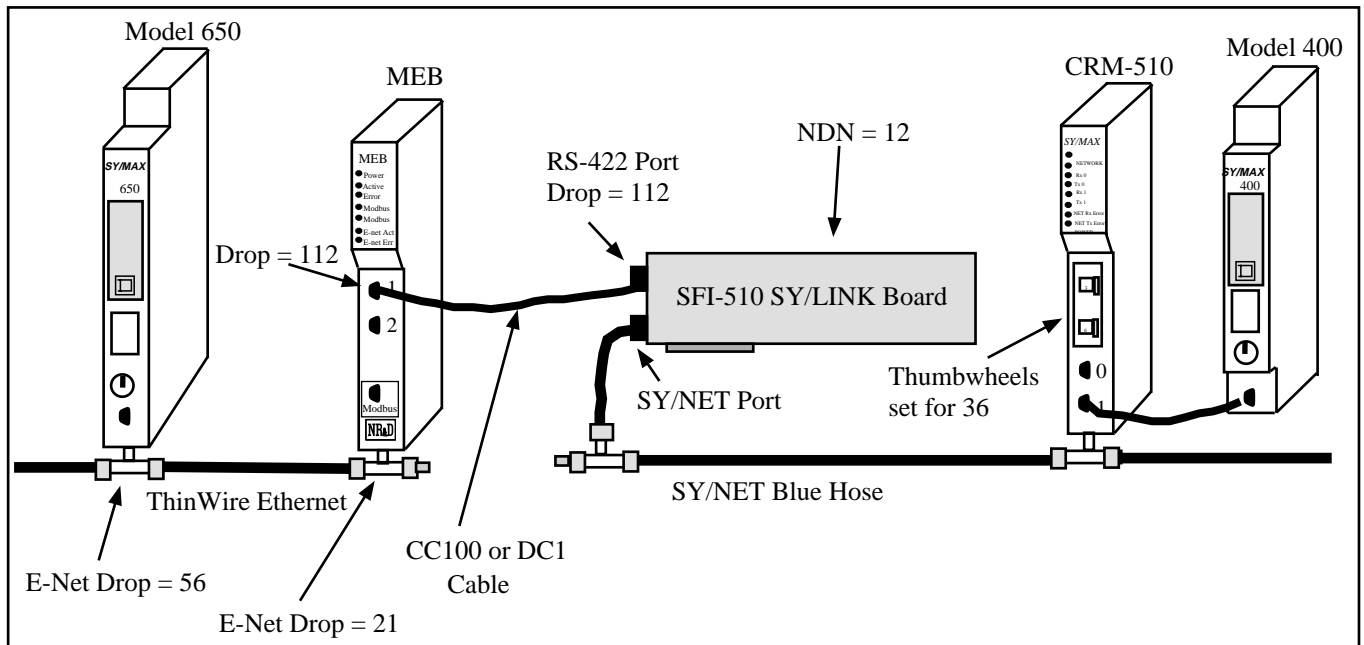 Model 650
MEB
CRM-510
Model 400
NDN = 12
RS-422 Port
Drop = 112
SY/MAX
650
MEB
Power
Active
Error
Modbus
Modbus
E-net Act
E-net Err
SY/MAX
NETWORK
Rx 0
Tx 0
Rx 1
Tx 1
NET Rx Error
NET Tx Error
SY/MAX
400
Drop = 112
1
2
Modbus
NR&D
SFI-510 SY/LINK Board
SY/NET Port
Thumbwheels
set for 36
0
1
ThinWire Ethernet
SY/NET Blue Hose
CC100 or DC1
Cable
E-Net Drop = 56
E-Net Drop = 21